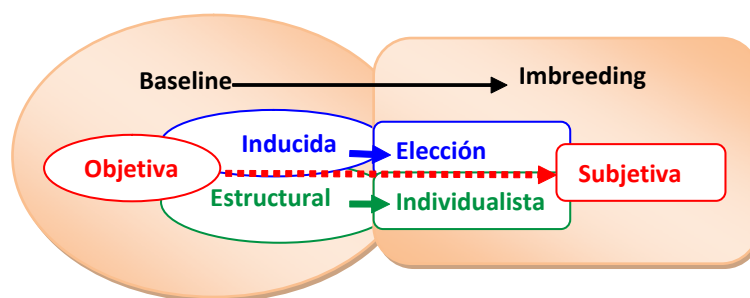 Baseline
Imbreeding
Inducida
Elección
Objetiva
Subjetiva
Estructural
Individualista